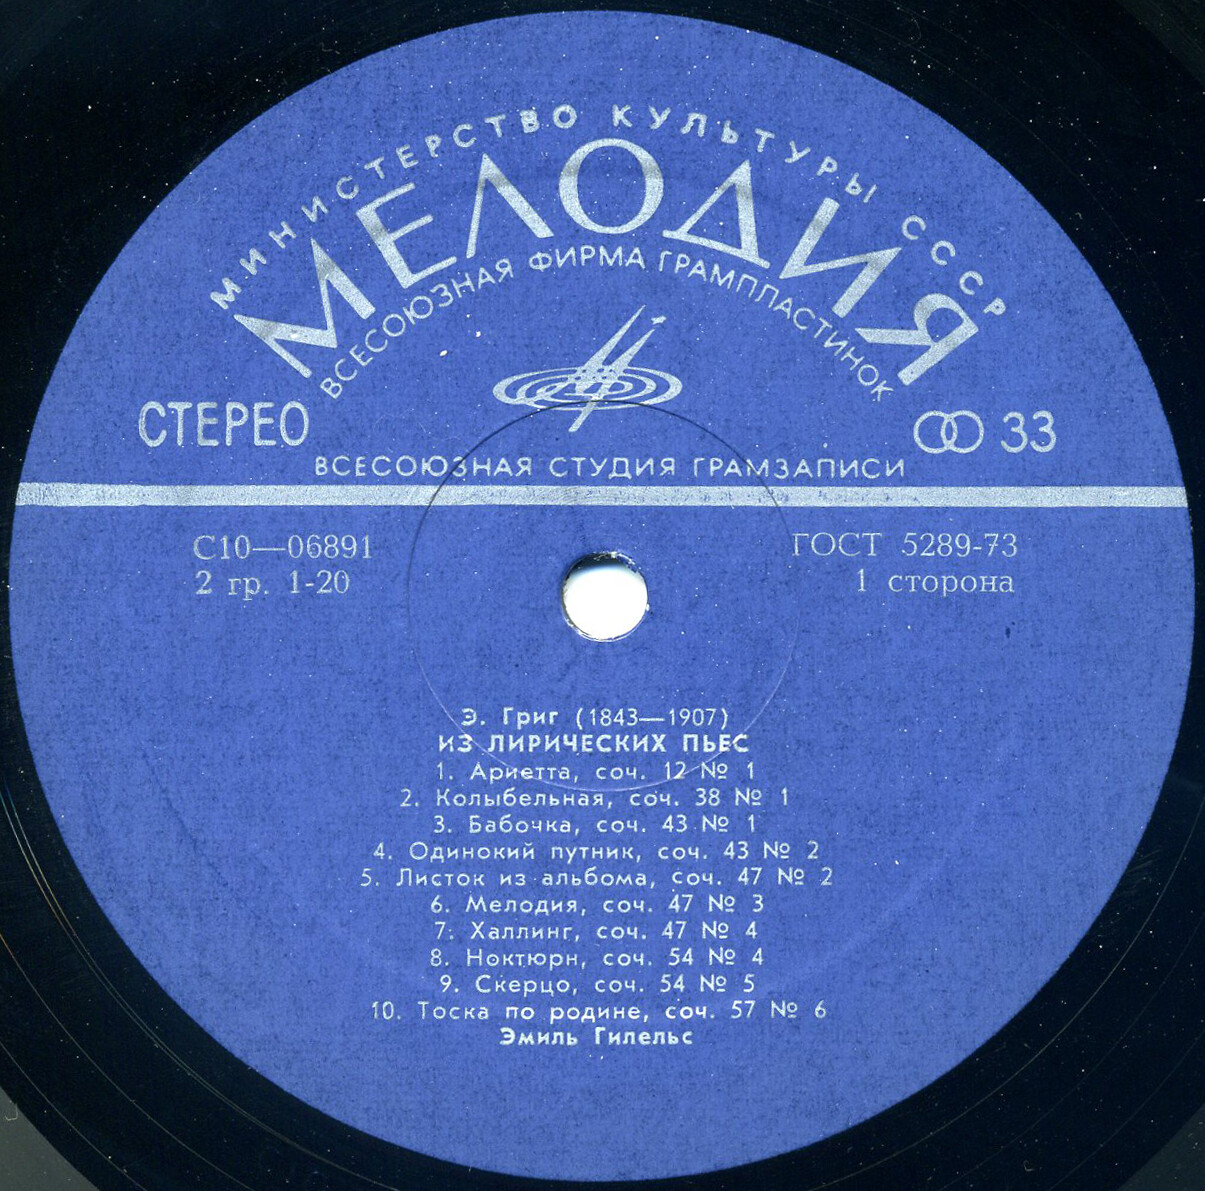 МИНИСТЕРСТВО КУЛЬТУРЫ СССР
МЕЛОДИЯ
ВСЕСОЮЗНАЯ ФИРМА ГРАМПЛАСТИНОК
СТЕРЕО
33
ВСЕСОЮЗНАЯ СТУДИЯ ГРАМЗАПИСИ
С10—06891
ГОСТ 5289-73
2 гр. 1-20
1 сторона
Э. Григ (1843—1907)
ИЗ ЛИРИЧЕСКИХ ПЬЕС
1. Ариетта, соч. 12 № 1
2. Колыбельная, соч. 38 № 1
3. Бабочка, соч. 43 № 1
4. Одинокий путник, соч. 43 № 2
5. Листок из альбома, соч. 47 № 2
6. Мелодия, соч. 47 № 3
7. Халлинг, соч. 47 № 4
8. Ноктюрн, соч. 54 № 4
9. Скерцо, соч. 54 № 5
10. Тоска по родине, соч. 57 № 6
Эмиль Гилельс